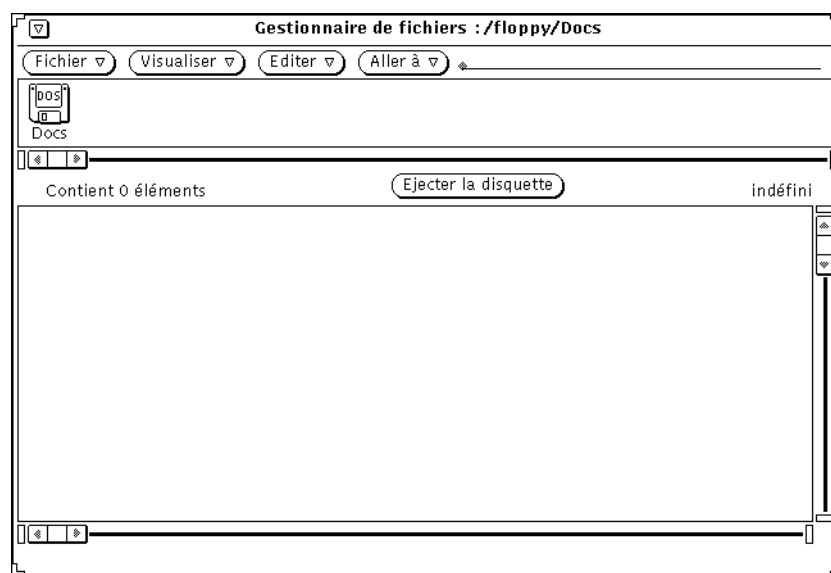 Gestionnaire de fichiers :/floppy/Docs
Fichier Visualiser Editer Aller à
DOS
Docs
Contient 0 éléments Ejecter la disquette indéfini